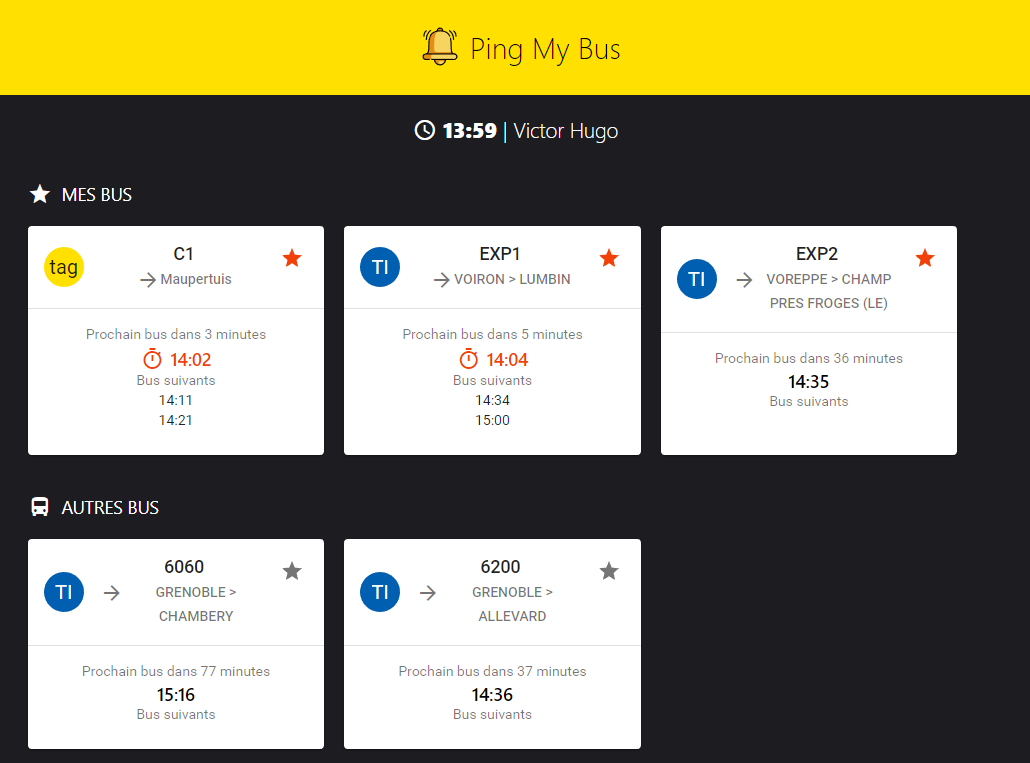 Ping My Bus
13:59 | Victor Hugo
MES BUS
tag
C1
Maupertuis
Prochain bus dans 3 minutes
14:02
Bus suivants
14:11
14:21
TI
EXP1
VOIRON > LUMBIN
Prochain bus dans 5 minutes
14:04
Bus suivants
14:34
15:00
TI
EXP2
VOREPPE > CHAMP
PRES FROGES (LE)
Prochain bus dans 36 minutes
14:35
Bus suivants
AUTRES BUS
TI
6060
GRENOBLE >
CHAMBERY
Prochain bus dans 77 minutes
15:16
Bus suivants
TI
6200
GRENOBLE >
ALLEVARD
Prochain bus dans 37 minutes
14:36
Bus suivants